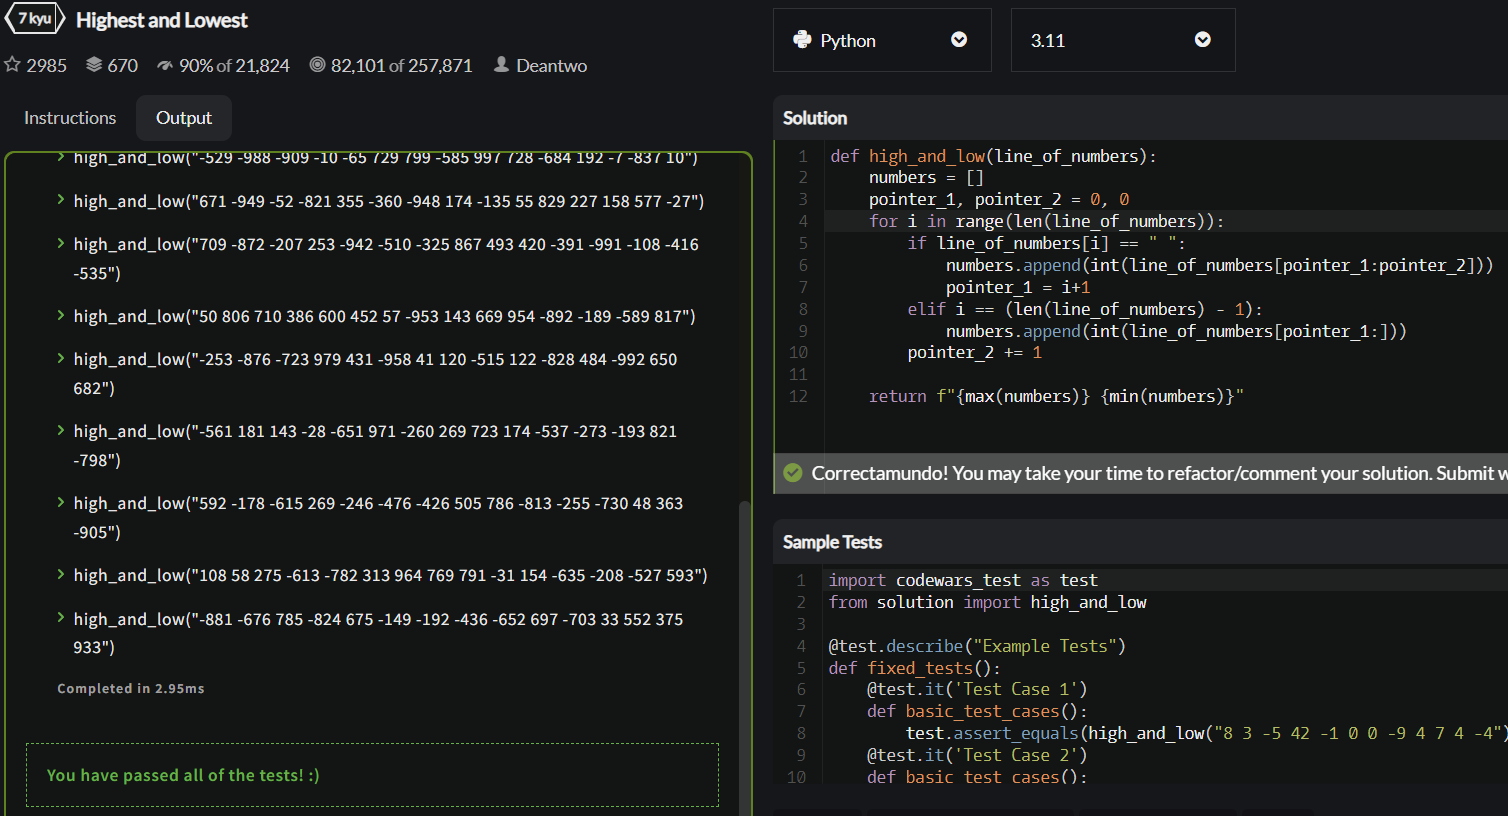 7 kyu Highest and Lowest
2985 670 90% of 21,824 82,101 of 257,871 Deantwo
Instructions Output
high_and_low("-529 -988 -909 -10 -65 729 799 -585 997 728 -684 192 -7 -837 10")
high_and_low("671 -949 -52 -821 355 -360 -948 174 -135 55 829 227 158 577 -27")
high_and_low("709 -872 -207 253 -942 -510 -325 867 493 420 -391 -991 -108 -416
-535")
high_and_low("50 806 710 386 600 452 57 -953 143 669 954 -892 -189 -589 817")
high_and_low("-253 -876 -723 979 431 -958 41 120 -515 122 -828 484 -992 650
682")
high_and_low("-561 181 143 -28 -651 971 -260 269 723 174 -537 -273 -193 821
-798")
high_and_low("592 -178 -615 269 -246 -476 -426 505 786 -813 -255 -730 48 363
-905")
high_and_low("108 58 275 -613 -782 313 964 769 791 -31 154 -635 -208 -527 593")
high_and_low("-881 -676 785 -824 675 -149 -192 -436 -652 697 -703 33 552 375
933")
Completed in 2.95ms
You have passed all of the tests! :)
Python 3.11
Solution
1 def high_and_low(line_of_numbers):
2     numbers = []
3     pointer_1, pointer_2 = 0, 0
4     for i in range(len(line_of_numbers)):
5         if line_of_numbers[i] == " ":
6             numbers.append(int(line_of_numbers[pointer_1:pointer_2]))
7             pointer_1 = i+1
8         elif i == (len(line_of_numbers) - 1):
9             numbers.append(int(line_of_numbers[pointer_1:]))
10         pointer_2 += 1
11
12     return f"{max(numbers)} {min(numbers)}"
Correctamundo! You may take your time to refactor/comment your solution. Submit w
Sample Tests
1 import codewars_test as test
2 from solution import high_and_low
3
4 @test.describe("Example Tests")
5 def fixed_tests():
6     @test.it('Test Case 1')
7     def basic_test_cases():
8         test.assert_equals(high_and_low("8 3 -5 42 -1 0 0 -9 4 7 4 -4")
9     @test.it('Test Case 2')
10     def basic_test_cases():